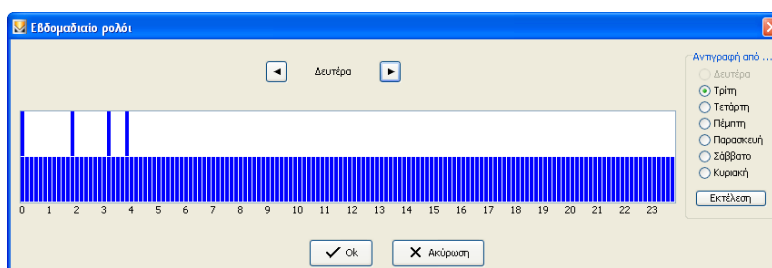 Εβδομαδιαίο ρολόι
Δευτέρα
Αντιγραφή από ...
Δευτέρα
Τρίτη
Τετάρτη
Πέμπτη
Παρασκευή
Σάββατο
Κυριακή
Εκτέλεση
0 1 2 3 4 5 6 7 8 9 10 11 12 13 14 15 16 17 18 19 20 21 22 23
Ok
Ακύρωση